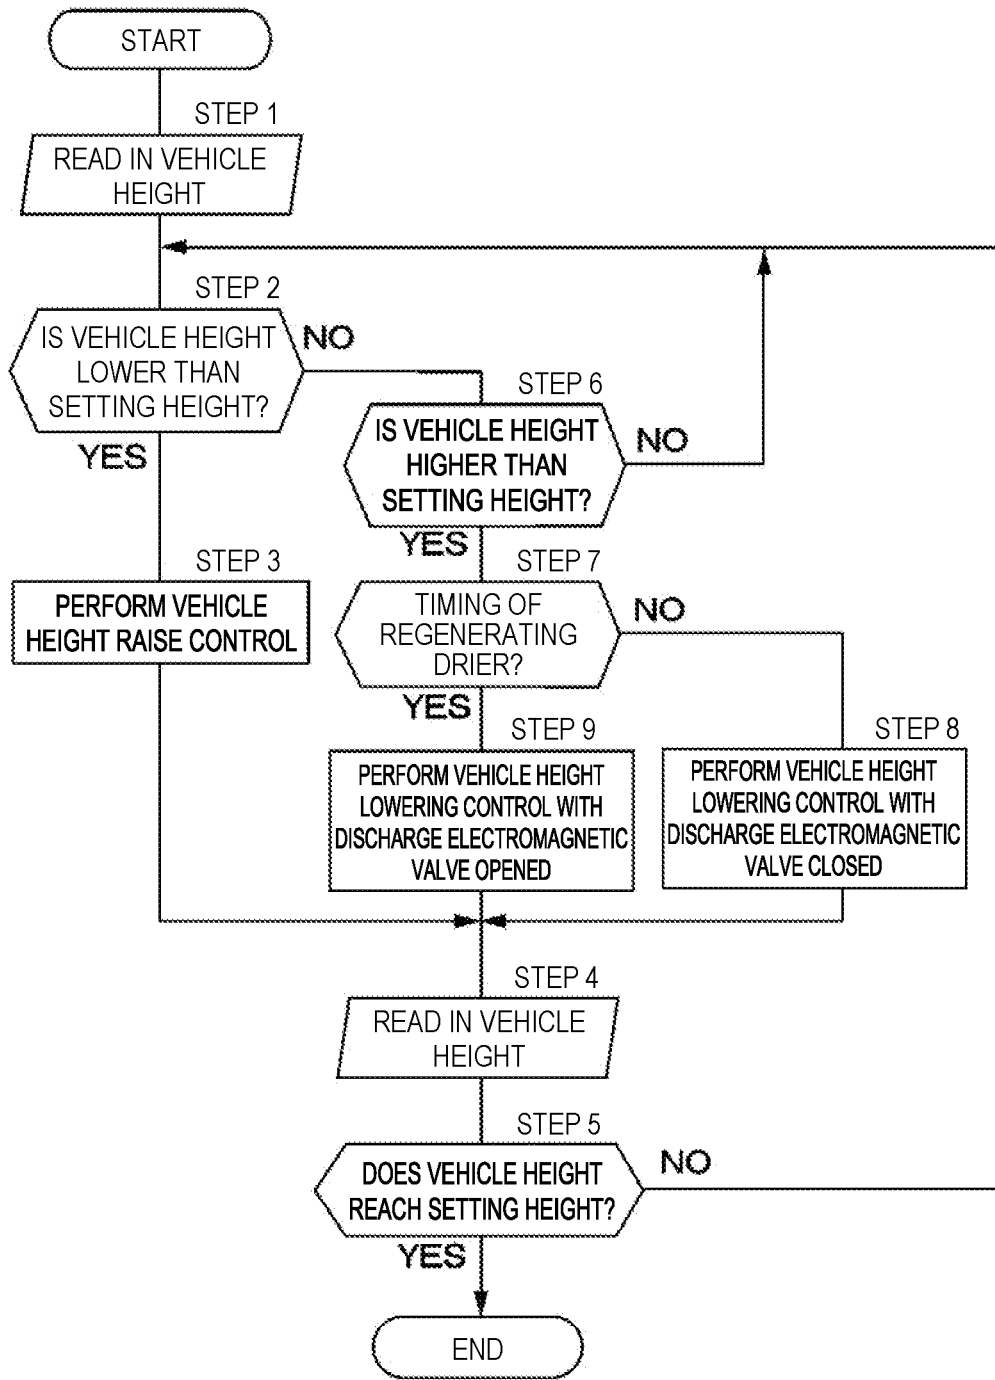 START
STEP 1
READ IN VEHICLE
HEIGHT
STEP 2
IS VEHICLE HEIGHT
LOWER THAN
SETTING HEIGHT?
NO
YES
STEP 6
IS VEHICLE HEIGHT
HIGHER THAN
SETTING HEIGHT?
NO
YES
STEP 3
PERFORM VEHICLE
HEIGHT RAISE CONTROL
STEP 7
TIMING OF
REGENERATING
DRIER?
NO
YES
STEP 9
PERFORM VEHICLE HEIGHT
LOWERING CONTROL WITH
DISCHARGE ELECTROMAGNETIC
VALVE OPENED
STEP 8
PERFORM VEHICLE HEIGHT
LOWERING CONTROL WITH
DISCHARGE ELECTROMAGNETIC
VALVE CLOSED
STEP 4
READ IN VEHICLE
HEIGHT
STEP 5
DOES VEHICLE HEIGHT
REACH SETTING HEIGHT?
NO
YES
END